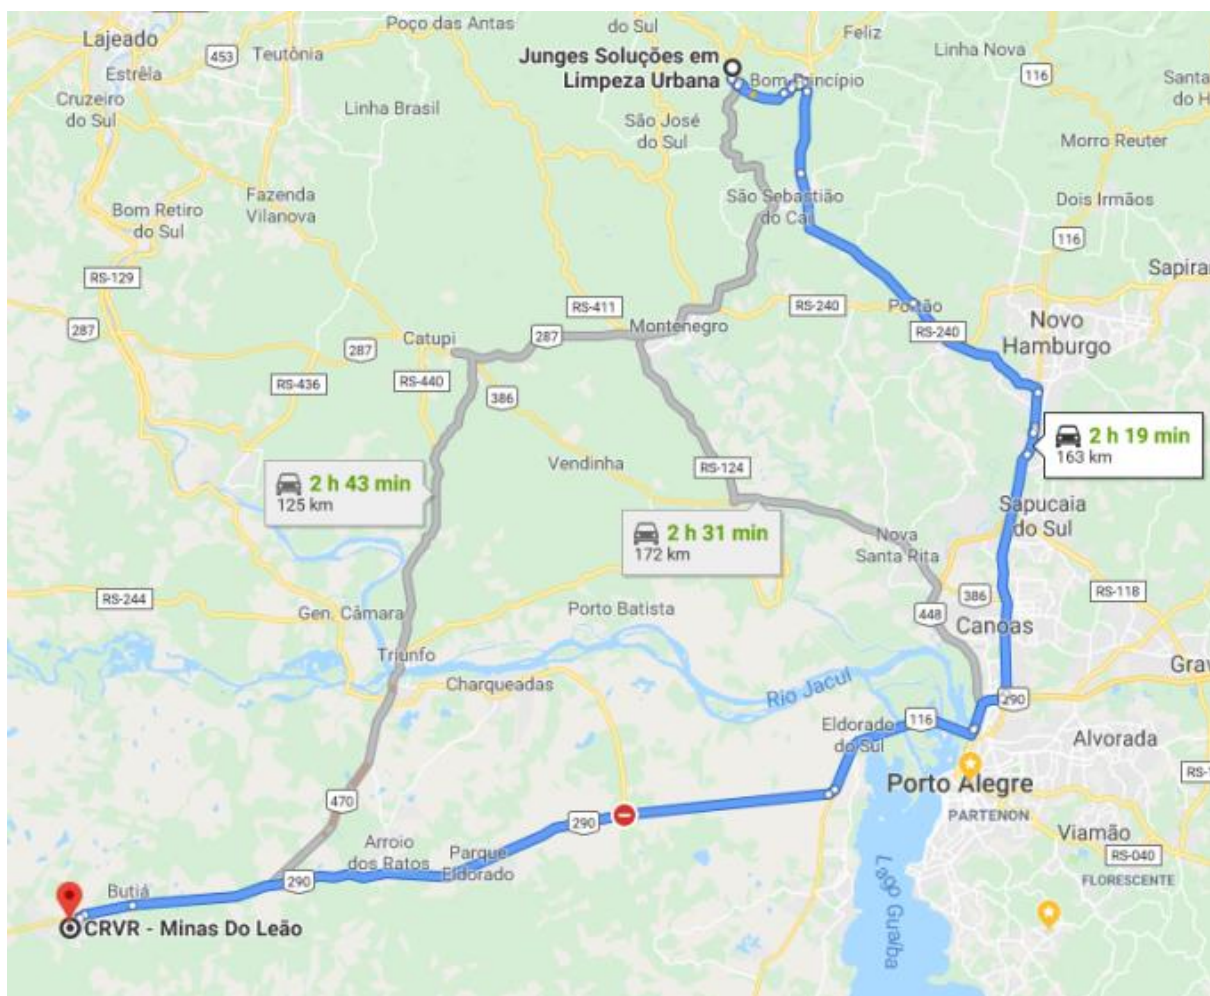 Lajeado
Poço das Antas
do Sul
Feliz
453
Teutônia
Junges Soluções em
Limpeza Urbana
Linha Nova
Estrêla
Bom Princípio
116
Santa
do H
Cruzeiro
do Sul
Linha Brasil
São José
do Sul
Morro Reuter
Fazenda
Vilanova
São Sebastião
do Caí
Dois Irmãos
Bom Retiro
do Sul
116
RS-129
Sapiran
RS-411
RS-240
Portão
287
Catupi
287
287
Montenegro
RS-240
Novo
Hamburgo
RS-436
RS-440
386
2 h 19 min
163 km
Vendinha
RS-124
2 h 43 min
125 km
Sapucaia
do Sul
2 h 31 min
172 km
Nova
Santa Rita
RS-244
Gen. Câmara
Porto Batista
386
RS-118
448
Canoas
Triunfo
Grav
Charqueadas
Rio Jacuí
290
Eldorado
do Sul
116
Alvorada
Porto Alegre
RS-1
470
290
PARTENON
Viamão
Arroio
dos Ratos
Parque
Eldorado
RS-040
290
FLORESCENTE
Butiá
Lago Guaíba
CRVR - Minas Do Leão